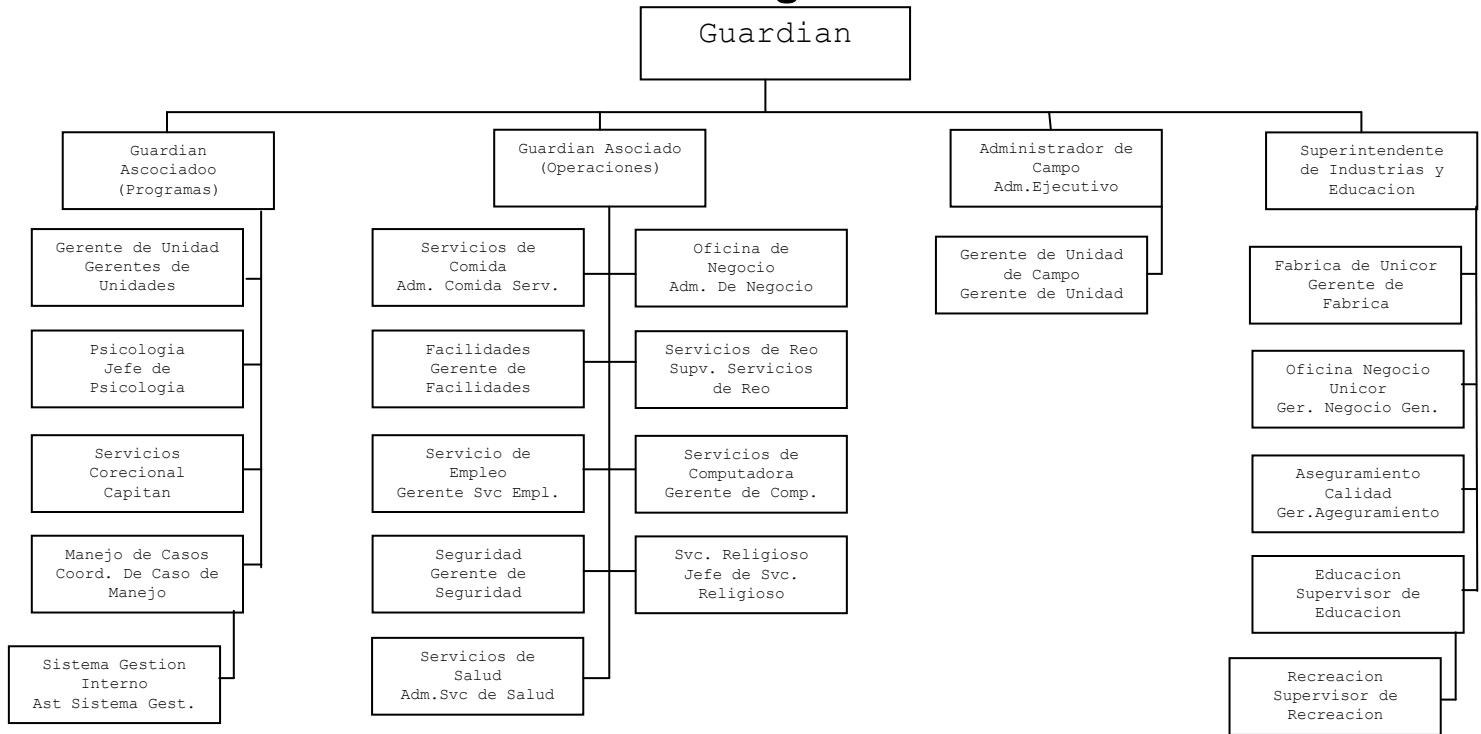 Guardian
Guardian
Ascociadoo
(Programas)
Guardian Asociado
(Operaciones)
Administrador de
Campo
Adm.Ejecutivo
Superintendente
de Industrias y
Educacion
Gerente de Unidad
Gerentes de
Unidades
Psicologia
Jefe de
Psicologia
Servicios
Corecional
Capitan
Manejo de Casos
Coord. De Caso de
Manejo
Sistema Gestion
Interno
Ast Sistema Gest.
Servicios de
Comida
Adm. Comida Serv.
Oficina de
Negocio
Adm. De Negocio
Facilidades
Gerente de
Facilidades
Servicios de Reo
Supv. Servicios
de Reo
Servicio de
Empleo
Gerente Svc Empl.
Servicios de
Computadora
Gerente de Comp.
Seguridad
Gerente de
Seguridad
Svc. Religioso
Jefe de Svc.
Religioso
Servicios de
Salud
Adm.Svc de Salud
Gerente de Unidad
de Campo
Gerente de Unidad
Fabrica de Unicor
Gerente de
Fabrica
Oficina Negocio
Unicor
Ger. Negocio Gen.
Aseguramiento
Calidad
Ger.Ageguramiento
Educacion
Supervisor de
Educacion
Recreacion
Supervisor de
Recreacion